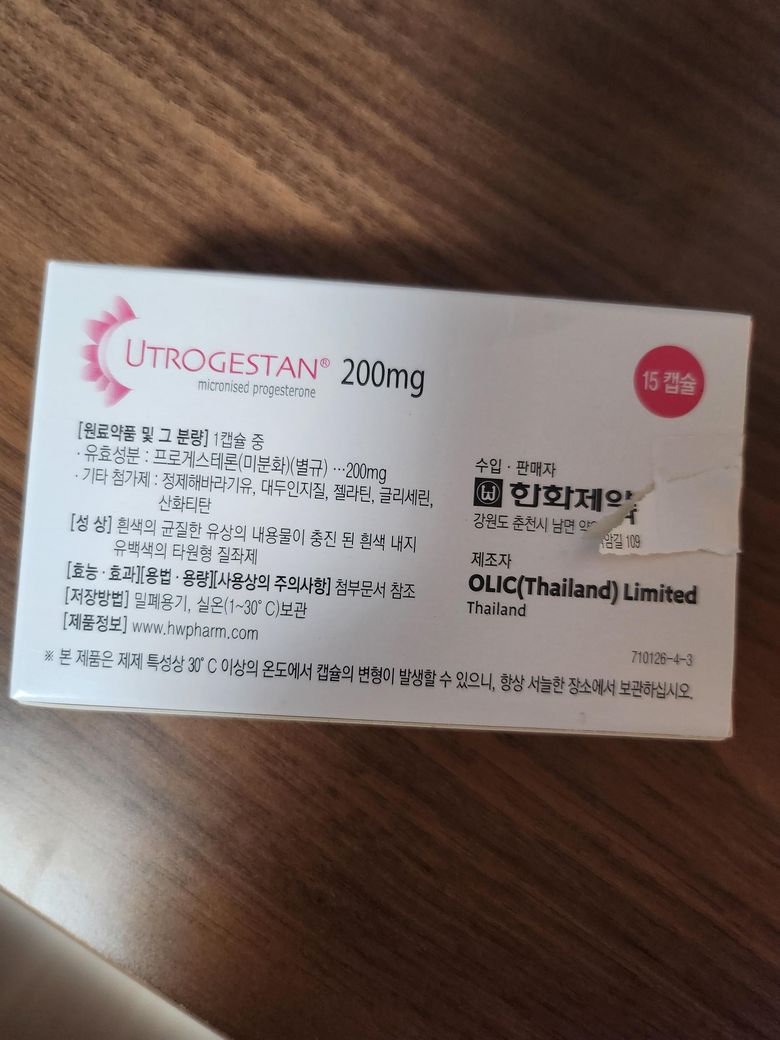 UTROGESTAN® 200mg
micronised progesterone
15 캡슐
[원료약품 및 그 분량] 1캡슐 중
· 유효성분 : 프로게스테론(미분화)(별규) …200mg
· 기타 첨가제 : 정제해바라기유, 대두인지질, 젤라틴, 글리세린,
산화티탄
[성 상] 흰색의 균질한 유상의 내용물이 충진 된 흰색 내지
유백색의 타원형 질좌제
[효능 · 효과][용법 · 용량][사용상의 주의사항] 첨부문서 참조
[저장방법] 밀폐용기, 실온(1~30°C)보관
[제품정보] www.hwpharm.com
수입 · 판매자
한화제약
강원도 춘천시 남면 109
제조자
OLIC(Thailand) Limited
Thailand
710126-4-3
※ 본 제품은 제제 특성상 30°C 이상의 온도에서 캡슐의 변형이 발생할 수 있으니, 항상 서늘한 장소에서 보관하십시오.